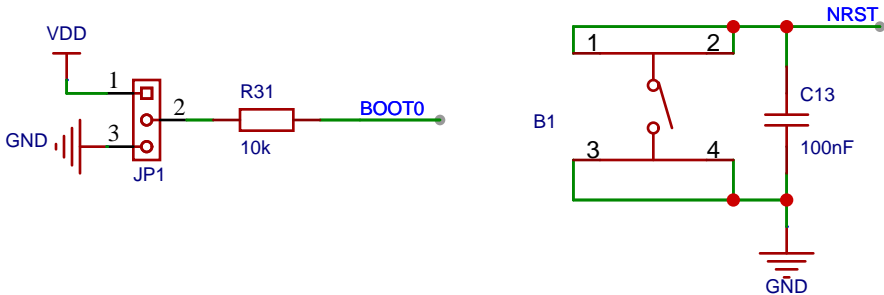 VDD
1
2
3
GND
JP1
R31
10k
BOOT0
NRST
1
2
B1
3
4
C13
100nF
GND